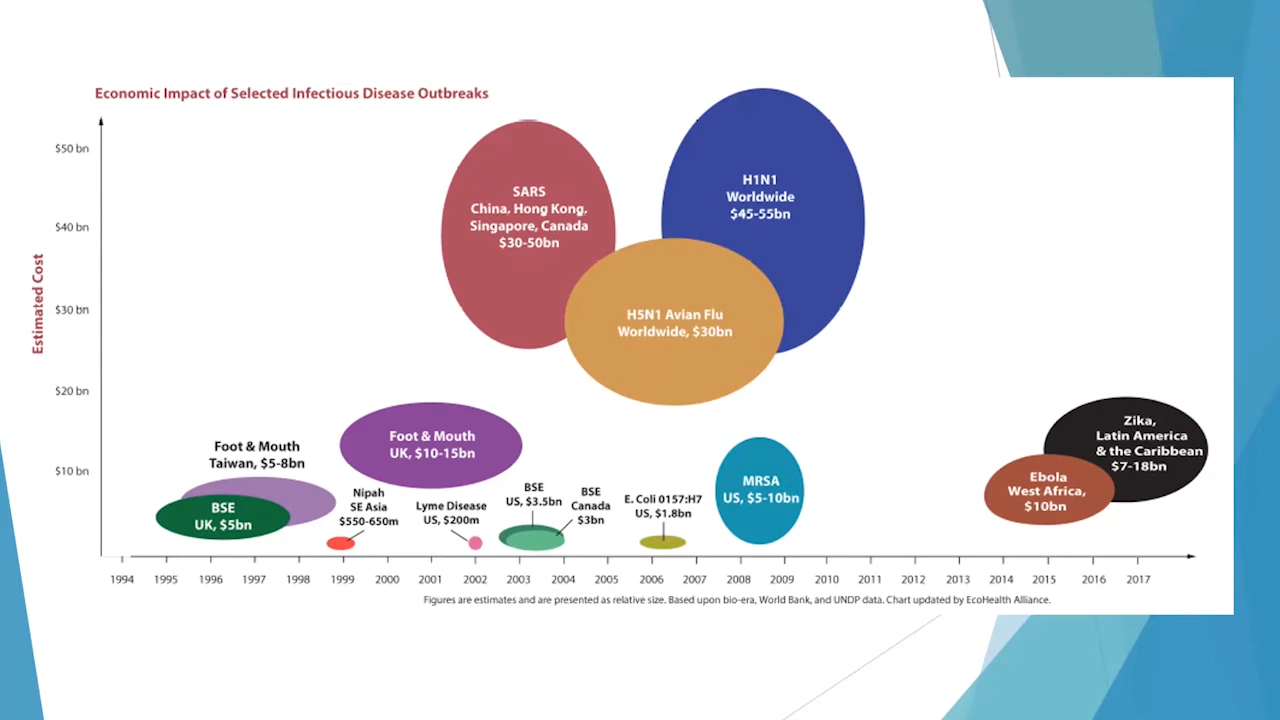 Economic Impact of Selected Infectious Disease Outbreaks
Estimated Cost
$50 bn
$40 bn
$30 bn
$20 bn
$10 bn
SARS
China, Hong Kong,
Singapore, Canada
$30-50bn
H1N1
Worldwide
$45-55bn
H5N1 Avian Flu
Worldwide, $30bn
Foot & Mouth
Taiwan, $5-8bn
BSE
UK, $5bn
Foot & Mouth
UK, $10-15bn
Nipah
SE Asia
$550-650m
Lyme Disease
US, $200m
BSE
US, $3.5bn
BSE
Canada
$3bn
E. Coli 0157:H7
US, $1.8bn
MRSA
US, $5-10bn
Ebola
West Africa,
$10bn
Zika,
Latin America
& the Caribbean
$7-18bn
1994 1995 1996 1997 1998 1999 2000 2001 2002 2003 2004 2005 2006 2007 2008 2009 2010 2011 2012 2013 2014 2015 2016 2017
Figures are estimates and are presented as relative size. Based upon bio-era, World Bank, and UNDP data. Chart updated by EcoHealth Alliance.